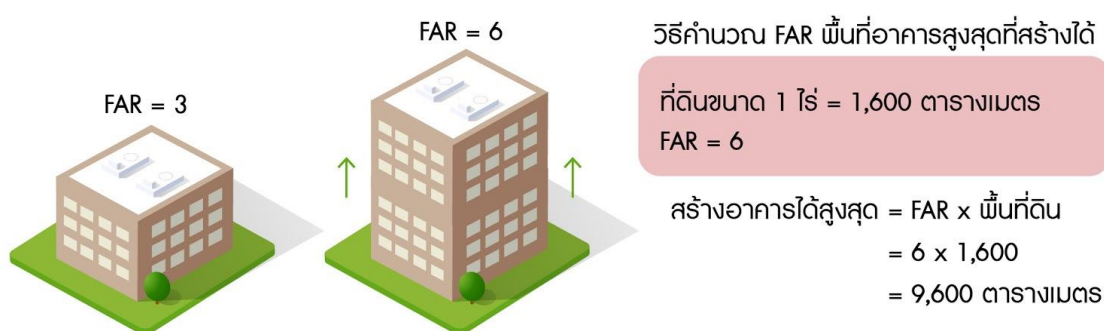 FAR = 3
FAR = 6
วิธีคำนวณ FAR พื้นที่อาคารสูงสุดที่สร้างได้
ที่ดินขนาด 1 ไร่ = 1,600 ตารางเมตร
FAR = 6
สร้างอาคารได้สูงสุด = FAR x พื้นที่ดิน
= 6 x 1,600
= 9,600 ตารางเมตร